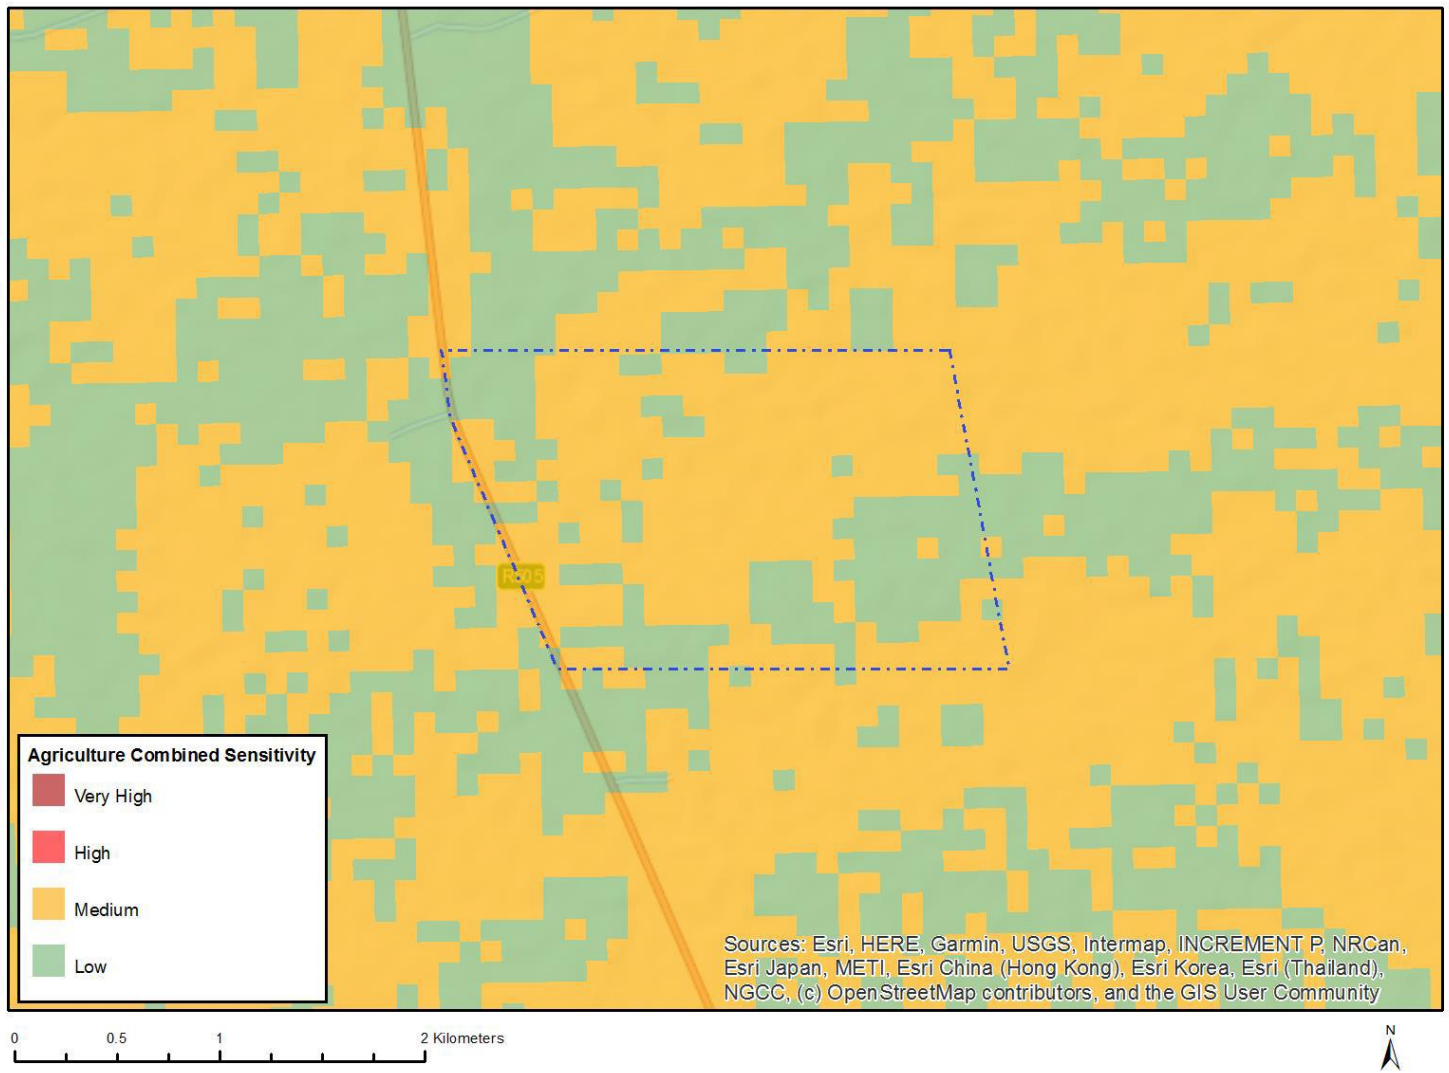 R505
Agriculture Combined Sensitivity
Very High
High
Medium
Low
Sources: Esri, HERE, Garmin, USGS, Intermap, INCREMENT P, NRCan,
Esri Japan, METI, Esri China (Hong Kong), Esri Korea, Esri (Thailand),
NGCC, (c) OpenStreetMap contributors, and the GIS User Community
0 0.5 1 2 Kilometers
N